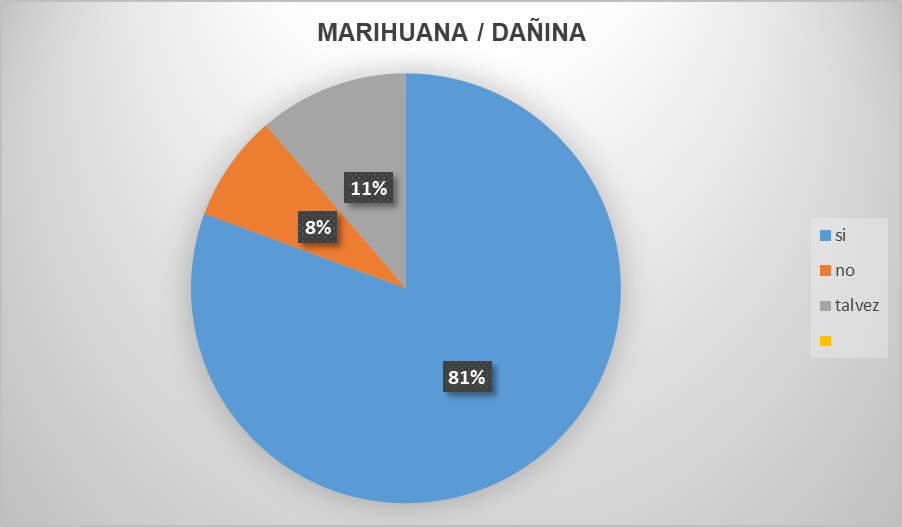 MARIHUANA / DAÑINA
11%
8%
81%
si
no
talvez